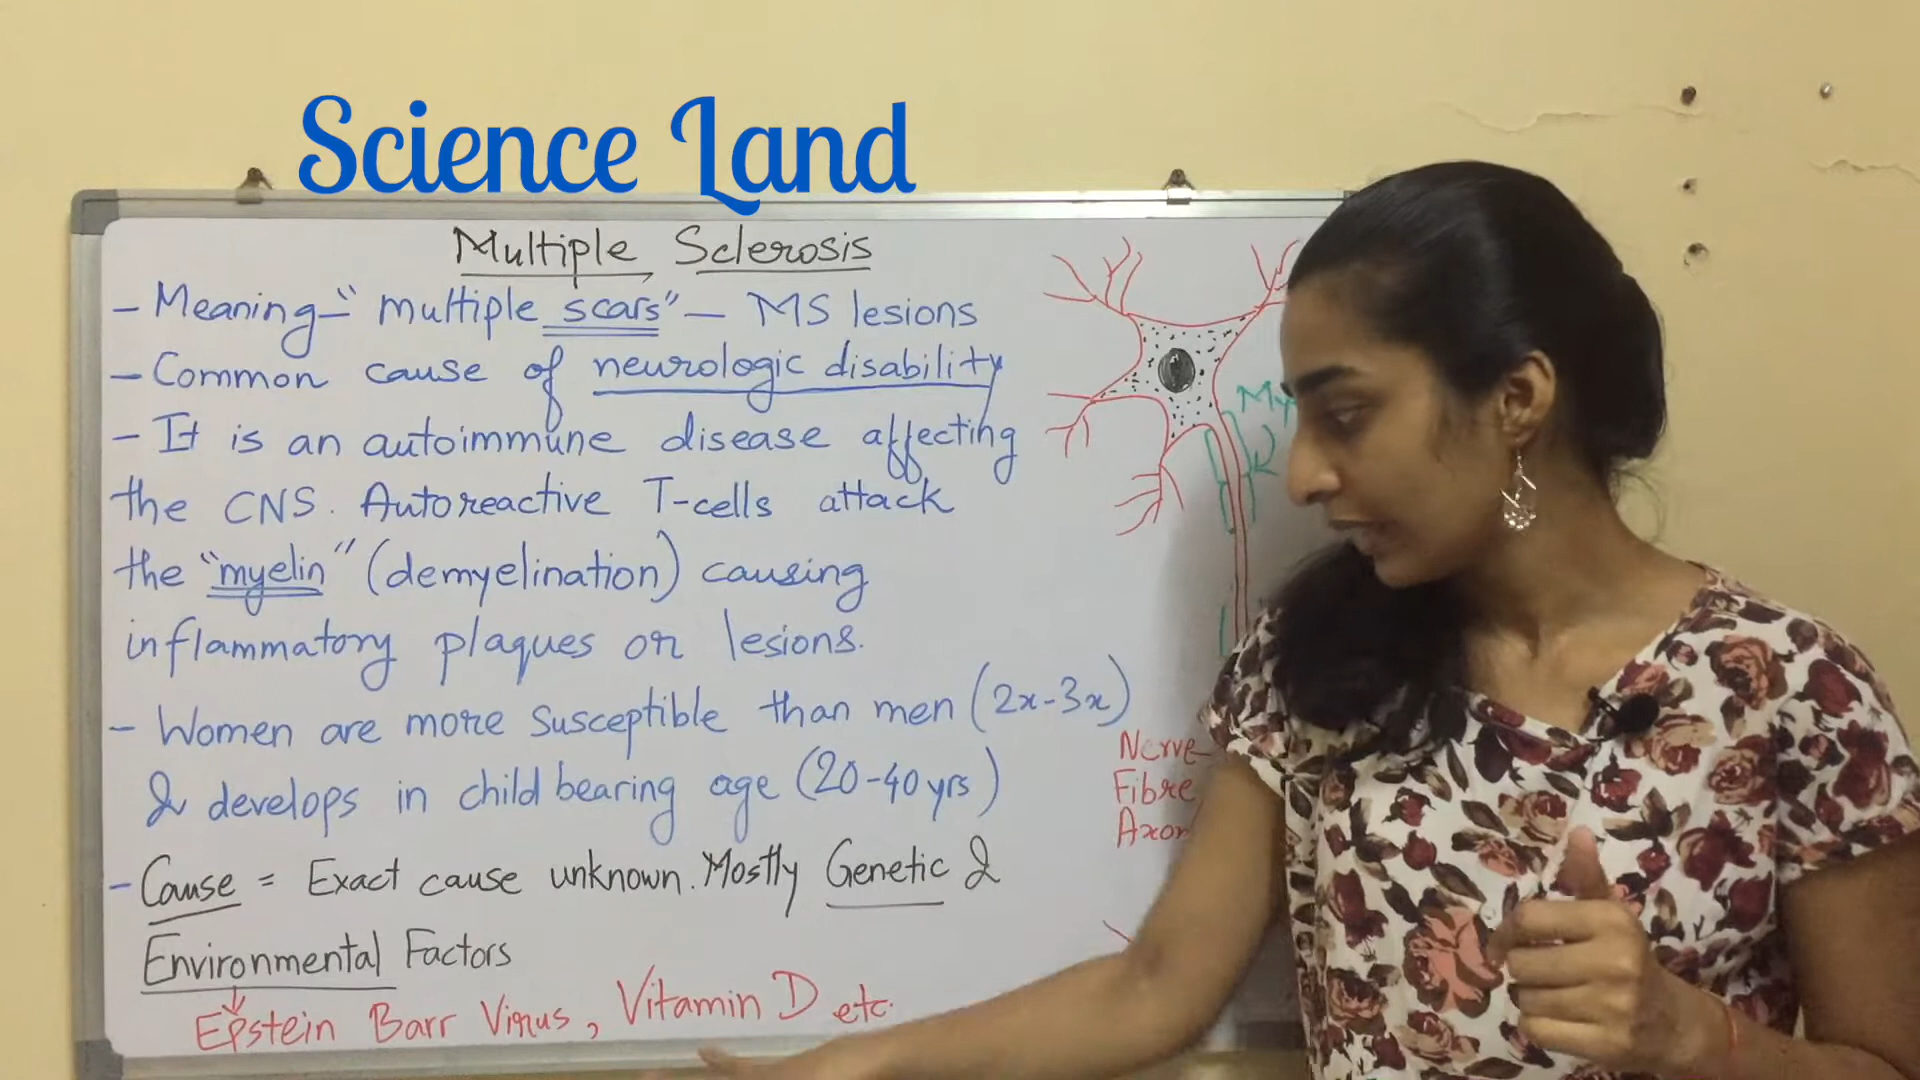 Science Land
Multiple Sclerosis
- Meaning - "multiple scars" - MS lesions
- Common cause of neurologic disability
- It is an autoimmune disease affecting
the CNS. Autoreactive T-cells attack
the "myelin" (demyelination) causing
inflammatory plaques or lesions.
- Women are more susceptible than men (2x-3x)
& develops in child bearing age (20-40 yrs)
- Cause = Exact cause unknown. Mostly Genetic &
Environmental Factors
Epstein Barr Virus, Vitamin D etc.
Nerve
Fibre
Axon